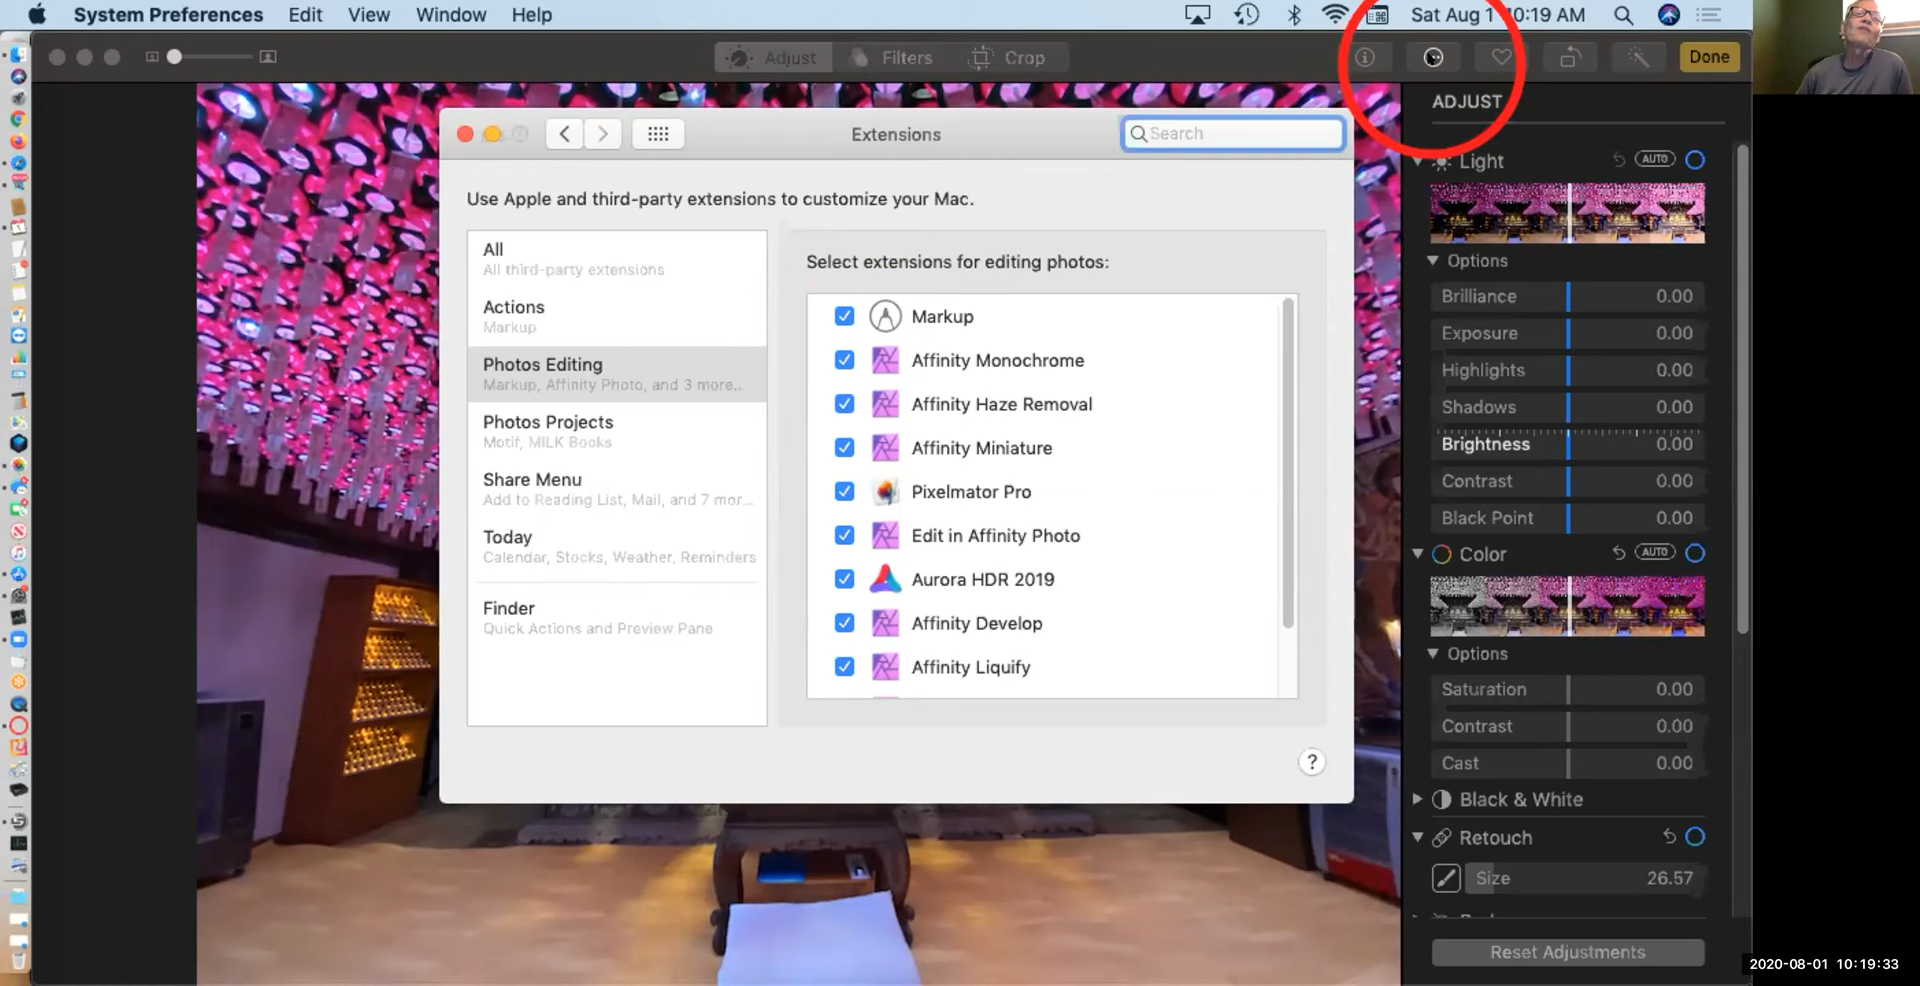 System Preferences Edit View Window Help Sat Aug 1 10:19 AM
Adjust Filters Crop Done
ADJUST
Extensions Search
Use Apple and third-party extensions to customize your Mac.
All
All third-party extensions
Actions
Markup
Photos Editing
Markup, Affinity Photo, and 3 more...
Photos Projects
Motif, MILK Books
Share Menu
Add to Reading List, Mail, and 7 mor...
Today
Calendar, Stocks, Weather, Reminders
Finder
Quick Actions and Preview Pane
Select extensions for editing photos:
Markup
Affinity Monochrome
Affinity Haze Removal
Affinity Miniature
Pixelmator Pro
Edit in Affinity Photo
Aurora HDR 2019
Affinity Develop
Affinity Liquify
?
Light AUTO
Options
Brilliance 0.00
Exposure 0.00
Highlights 0.00
Shadows 0.00
Brightness 0.00
Contrast 0.00
Black Point 0.00
Color AUTO
Options
Saturation 0.00
Contrast 0.00
Cast 0.00
Black & White
Retouch
Size 26.57
Reset Adjustments
2020-08-01 10:19:33